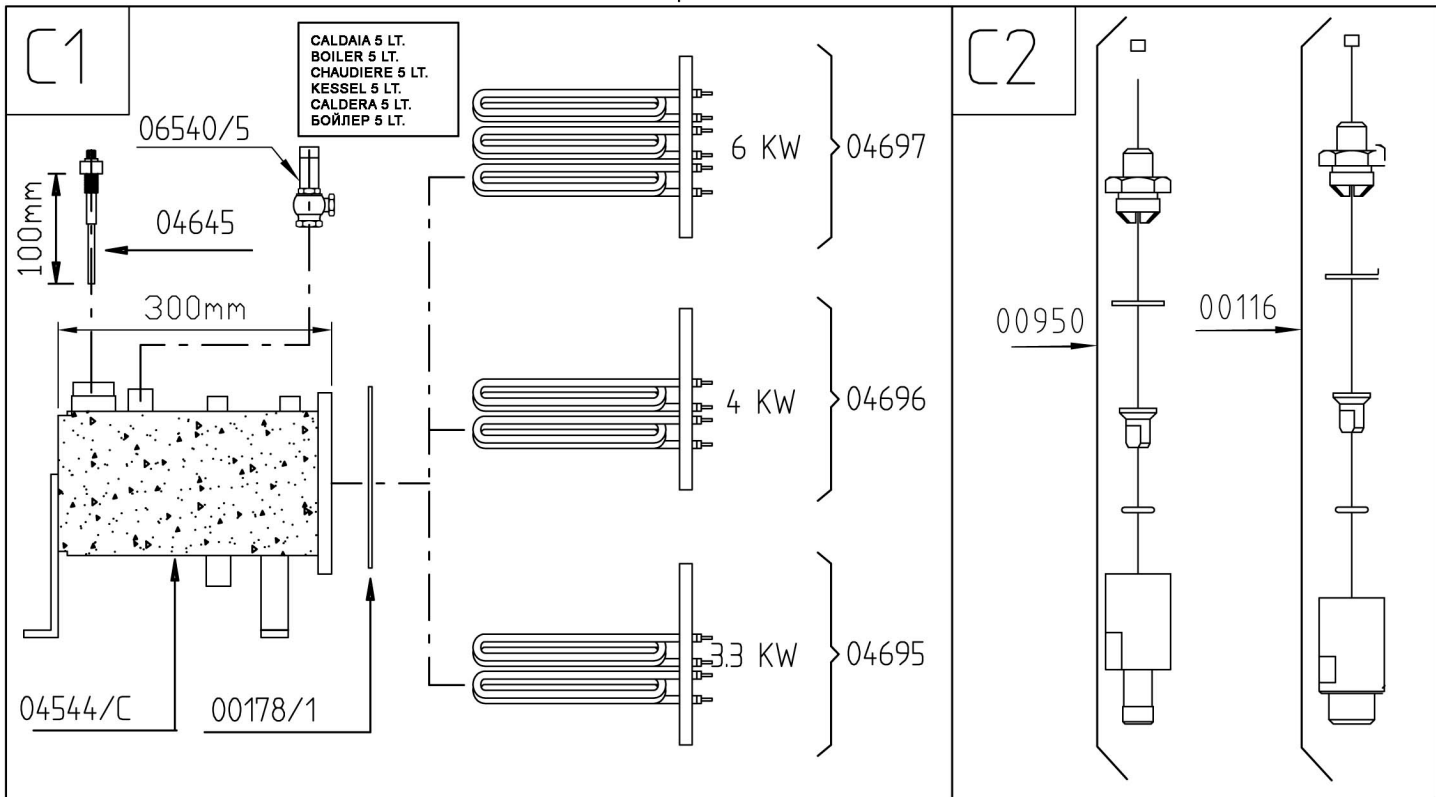 C1
CALDAIA 5 LT.
BOILER 5 LT.
CHAUDIERE 5 LT.
KESSEL 5 LT.
CALDERA 5 LT.
БОЙЛЕР 5 LT.
06540/5
04645
100mm
300mm
04544/C
00178/1
6 KW
04697
4 KW
04696
3.3 KW
04695
C2
00950
00116